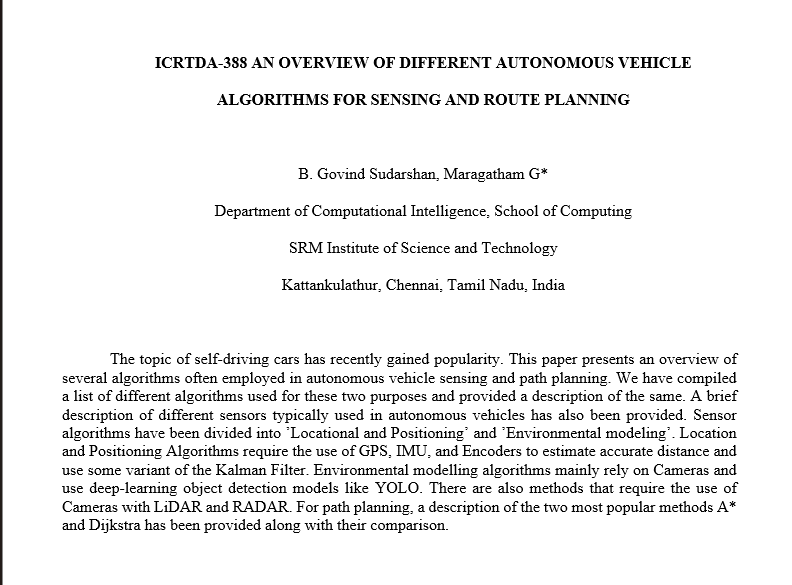 ICRTDA-388 AN OVERVIEW OF DIFFERENT AUTONOMOUS VEHICLE
ALGORITHMS FOR SENSING AND ROUTE PLANNING
B. Govind Sudarshan, Maragatham G*
Department of Computational Intelligence, School of Computing
SRM Institute of Science and Technology
Kattankulathur, Chennai, Tamil Nadu, India
The topic of self-driving cars has recently gained popularity. This paper presents an overview of
several algorithms often employed in autonomous vehicle sensing and path planning. We have compiled
a list of different algorithms used for these two purposes and provided a description of the same. A brief
description of different sensors typically used in autonomous vehicles has also been provided. Sensor
algorithms have been divided into 'Locational and Positioning' and 'Environmental modeling'. Location
and Positioning Algorithms require the use of GPS, IMU, and Encoders to estimate accurate distance and
use some variant of the Kalman Filter. Environmental modelling algorithms mainly rely on Cameras and
use deep-learning object detection models like YOLO. There are also methods that require the use of
Cameras with LiDAR and RADAR. For path planning, a description of the two most popular methods A*
and Dijkstra has been provided along with their comparison.